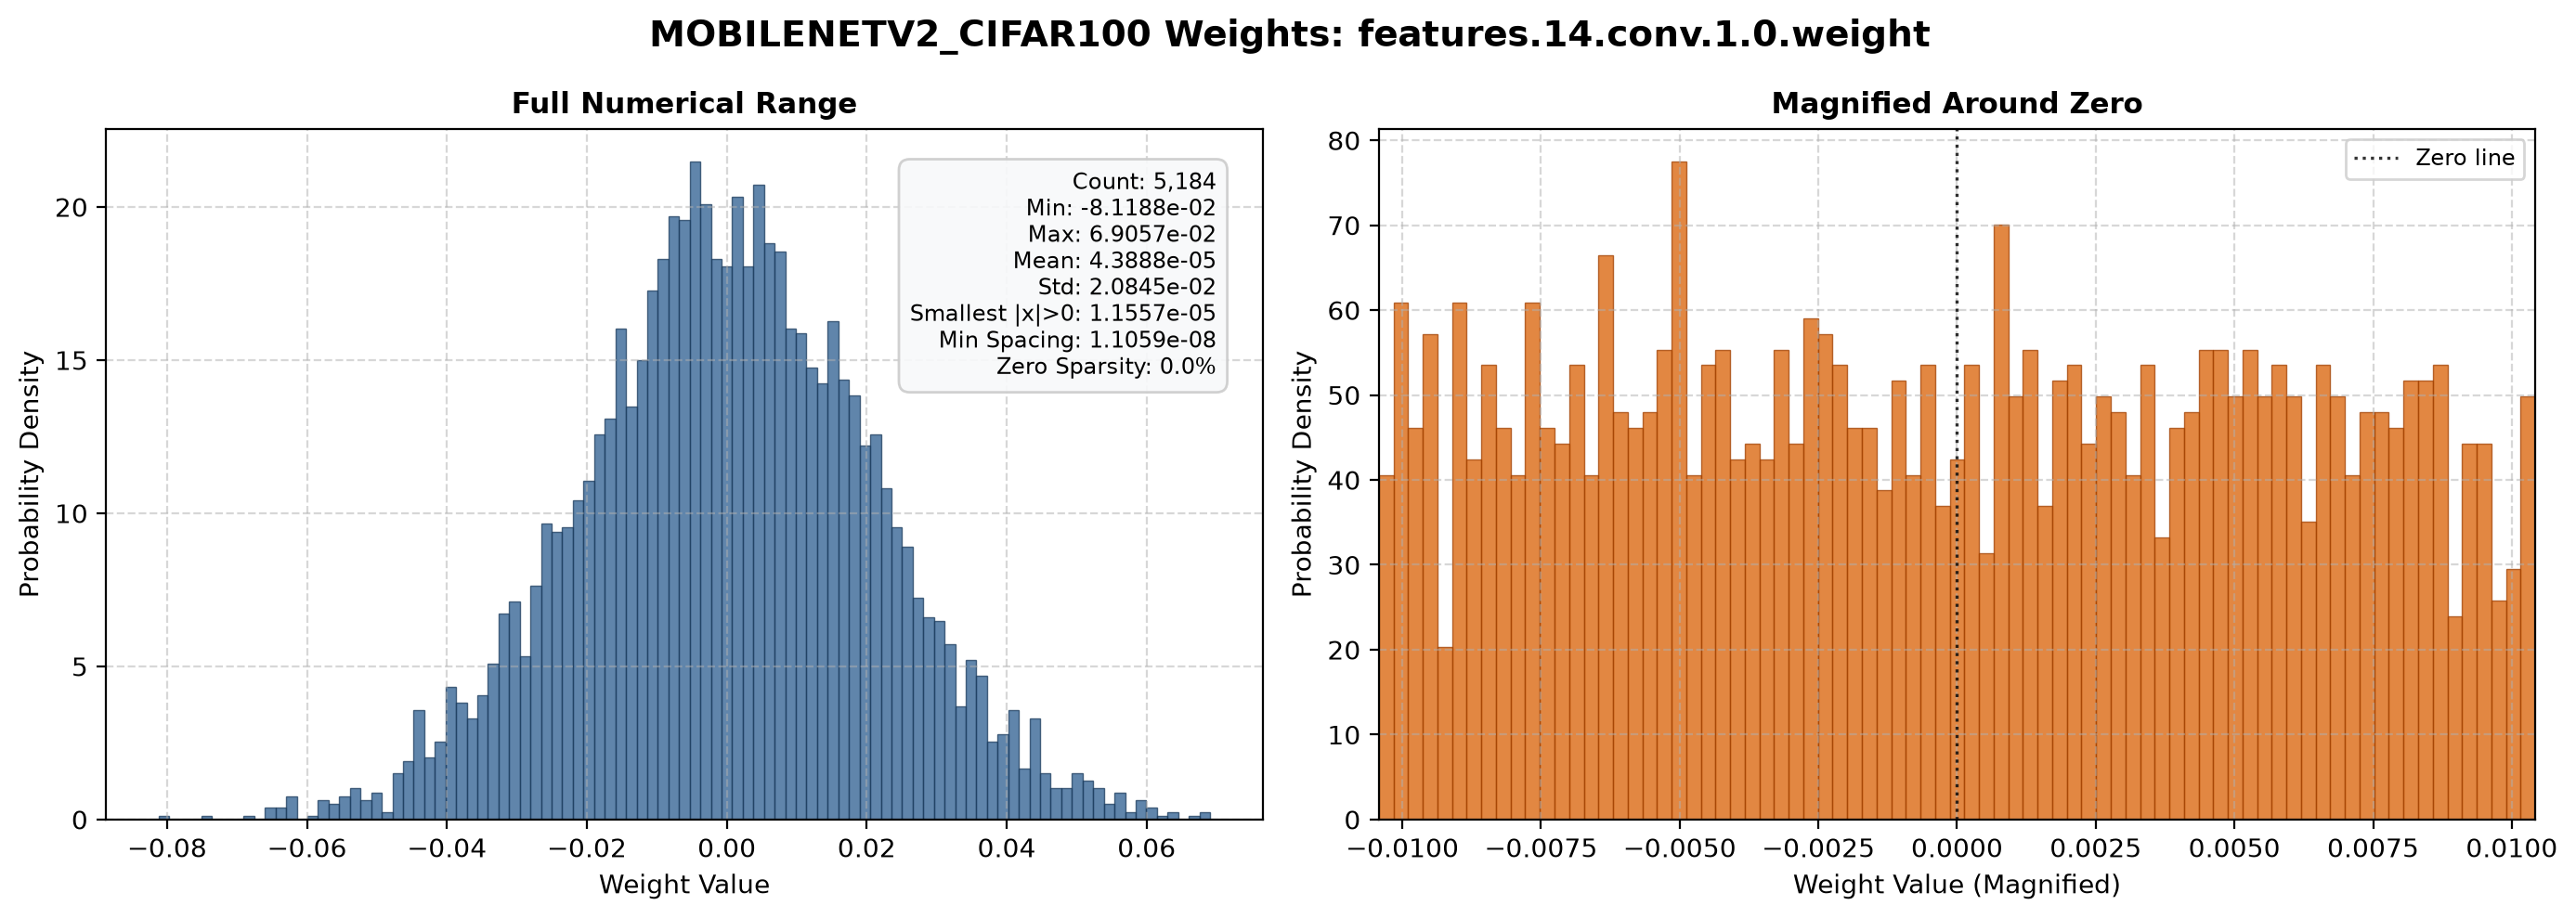 MOBILENETV2_CIFAR100 Weights: features.14.conv.1.0.weight
Full Numerical Range
Probability Density
20
15
10
5
0
Count: 5,184
Min: -8.1188e-02
Max: 6.9057e-02
Mean: 4.3888e-05
Std: 2.0845e-02
Smallest |x|>0: 1.1557e-05
Min Spacing: 1.1059e-08
Zero Sparsity: 0.0%
−0.08 −0.06 −0.04 −0.02 0.00 0.02 0.04 0.06
Weight Value
Magnified Around Zero
Probability Density
80
70
60
50
40
30
20
10
0
Zero line
−0.0100 −0.0075 −0.0050 −0.0025 0.0000 0.0025 0.0050 0.0075 0.0100
Weight Value (Magnified)